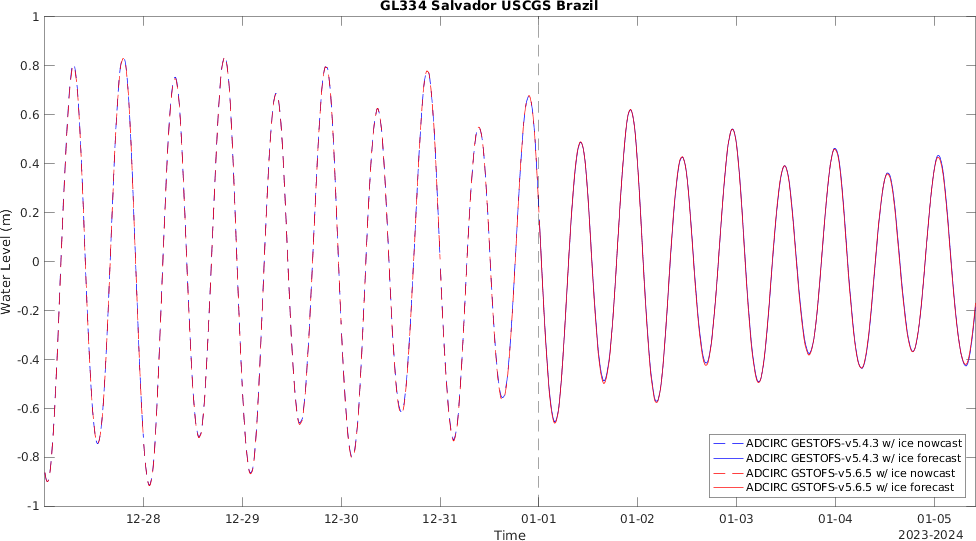 GL334 Salvador USCGS Brazil
1
0.8
0.6
0.4
0.2
0
-0.2
-0.4
-0.6
-0.8
-1
Water Level (m)
ADCIRC GESTOFS-v5.4.3 w/ ice nowcast
ADCIRC GESTOFS-v5.4.3 w/ ice forecast
ADCIRC GSTOFS-v5.6.5 w/ ice nowcast
ADCIRC GSTOFS-v5.6.5 w/ ice forecast
12-28 12-29 12-30 12-31 01-01 01-02 01-03 01-04 01-05
Time 2023-2024